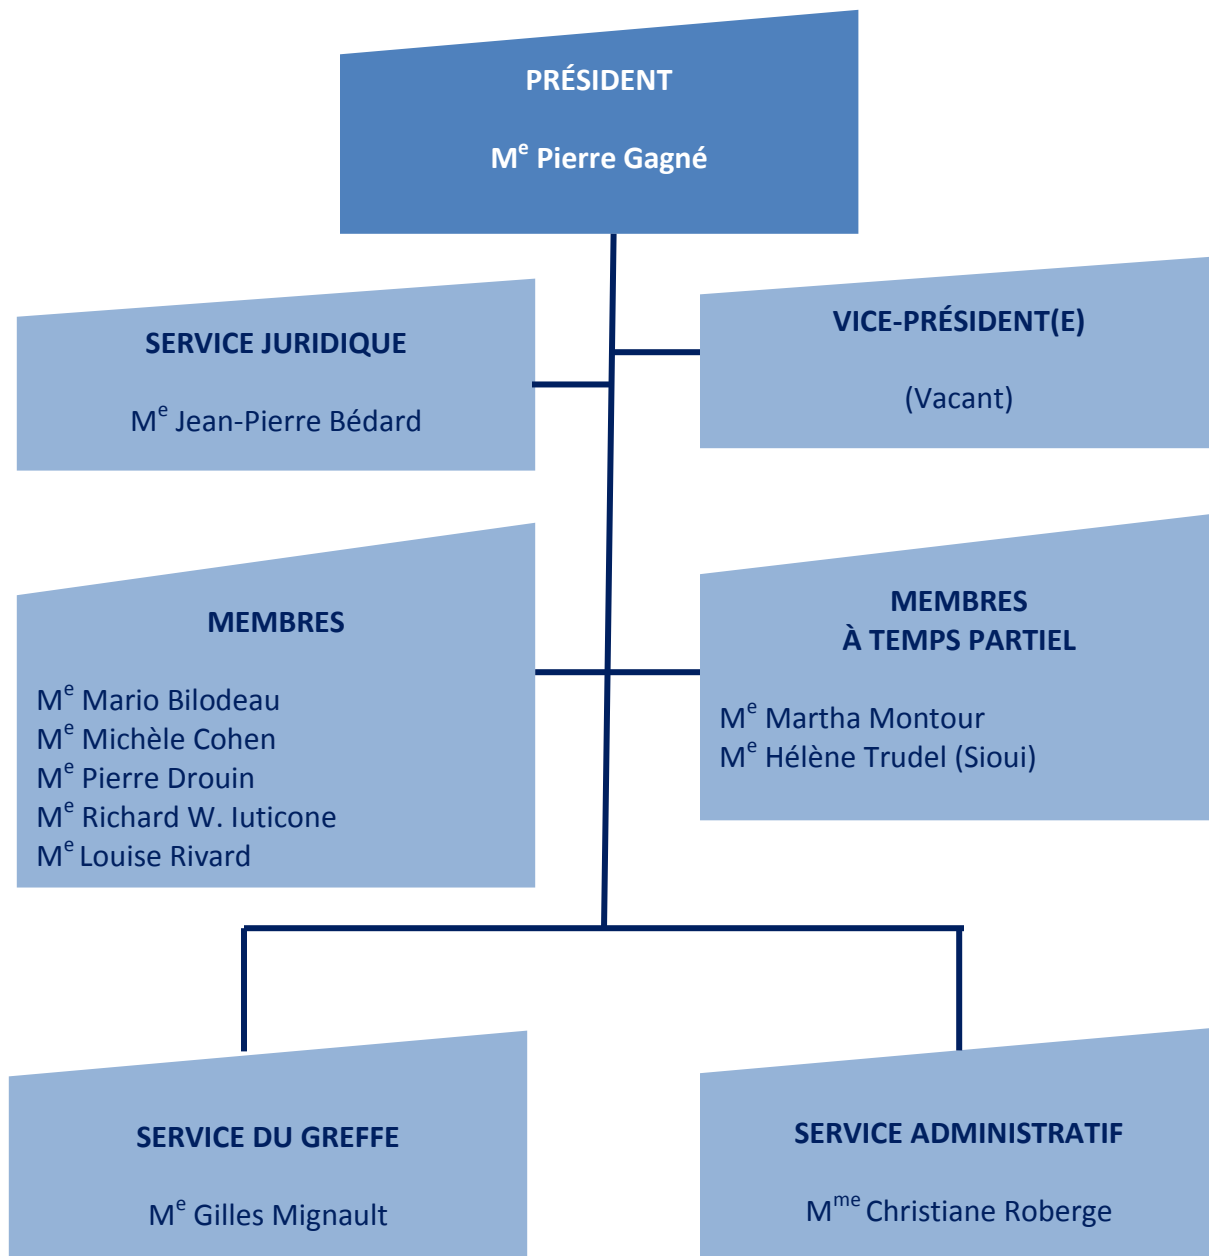 PRÉSIDENT
Mᵉ Pierre Gagné
SERVICE JURIDIQUE
Mᵉ Jean-Pierre Bédard
VICE-PRÉSIDENT(E)
(Vacant)
MEMBRES
Mᵉ Mario Bilodeau
Mᵉ Michèle Cohen
Mᵉ Pierre Drouin
Mᵉ Richard W. Iuticone
Mᵉ Louise Rivard
MEMBRES
À TEMPS PARTIEL
Mᵉ Martha Montour
Mᵉ Hélène Trudel (Sioui)
SERVICE DU GREFFE
Mᵉ Gilles Mignault
SERVICE ADMINISTRATIF
Mᵐᵉ Christiane Roberge